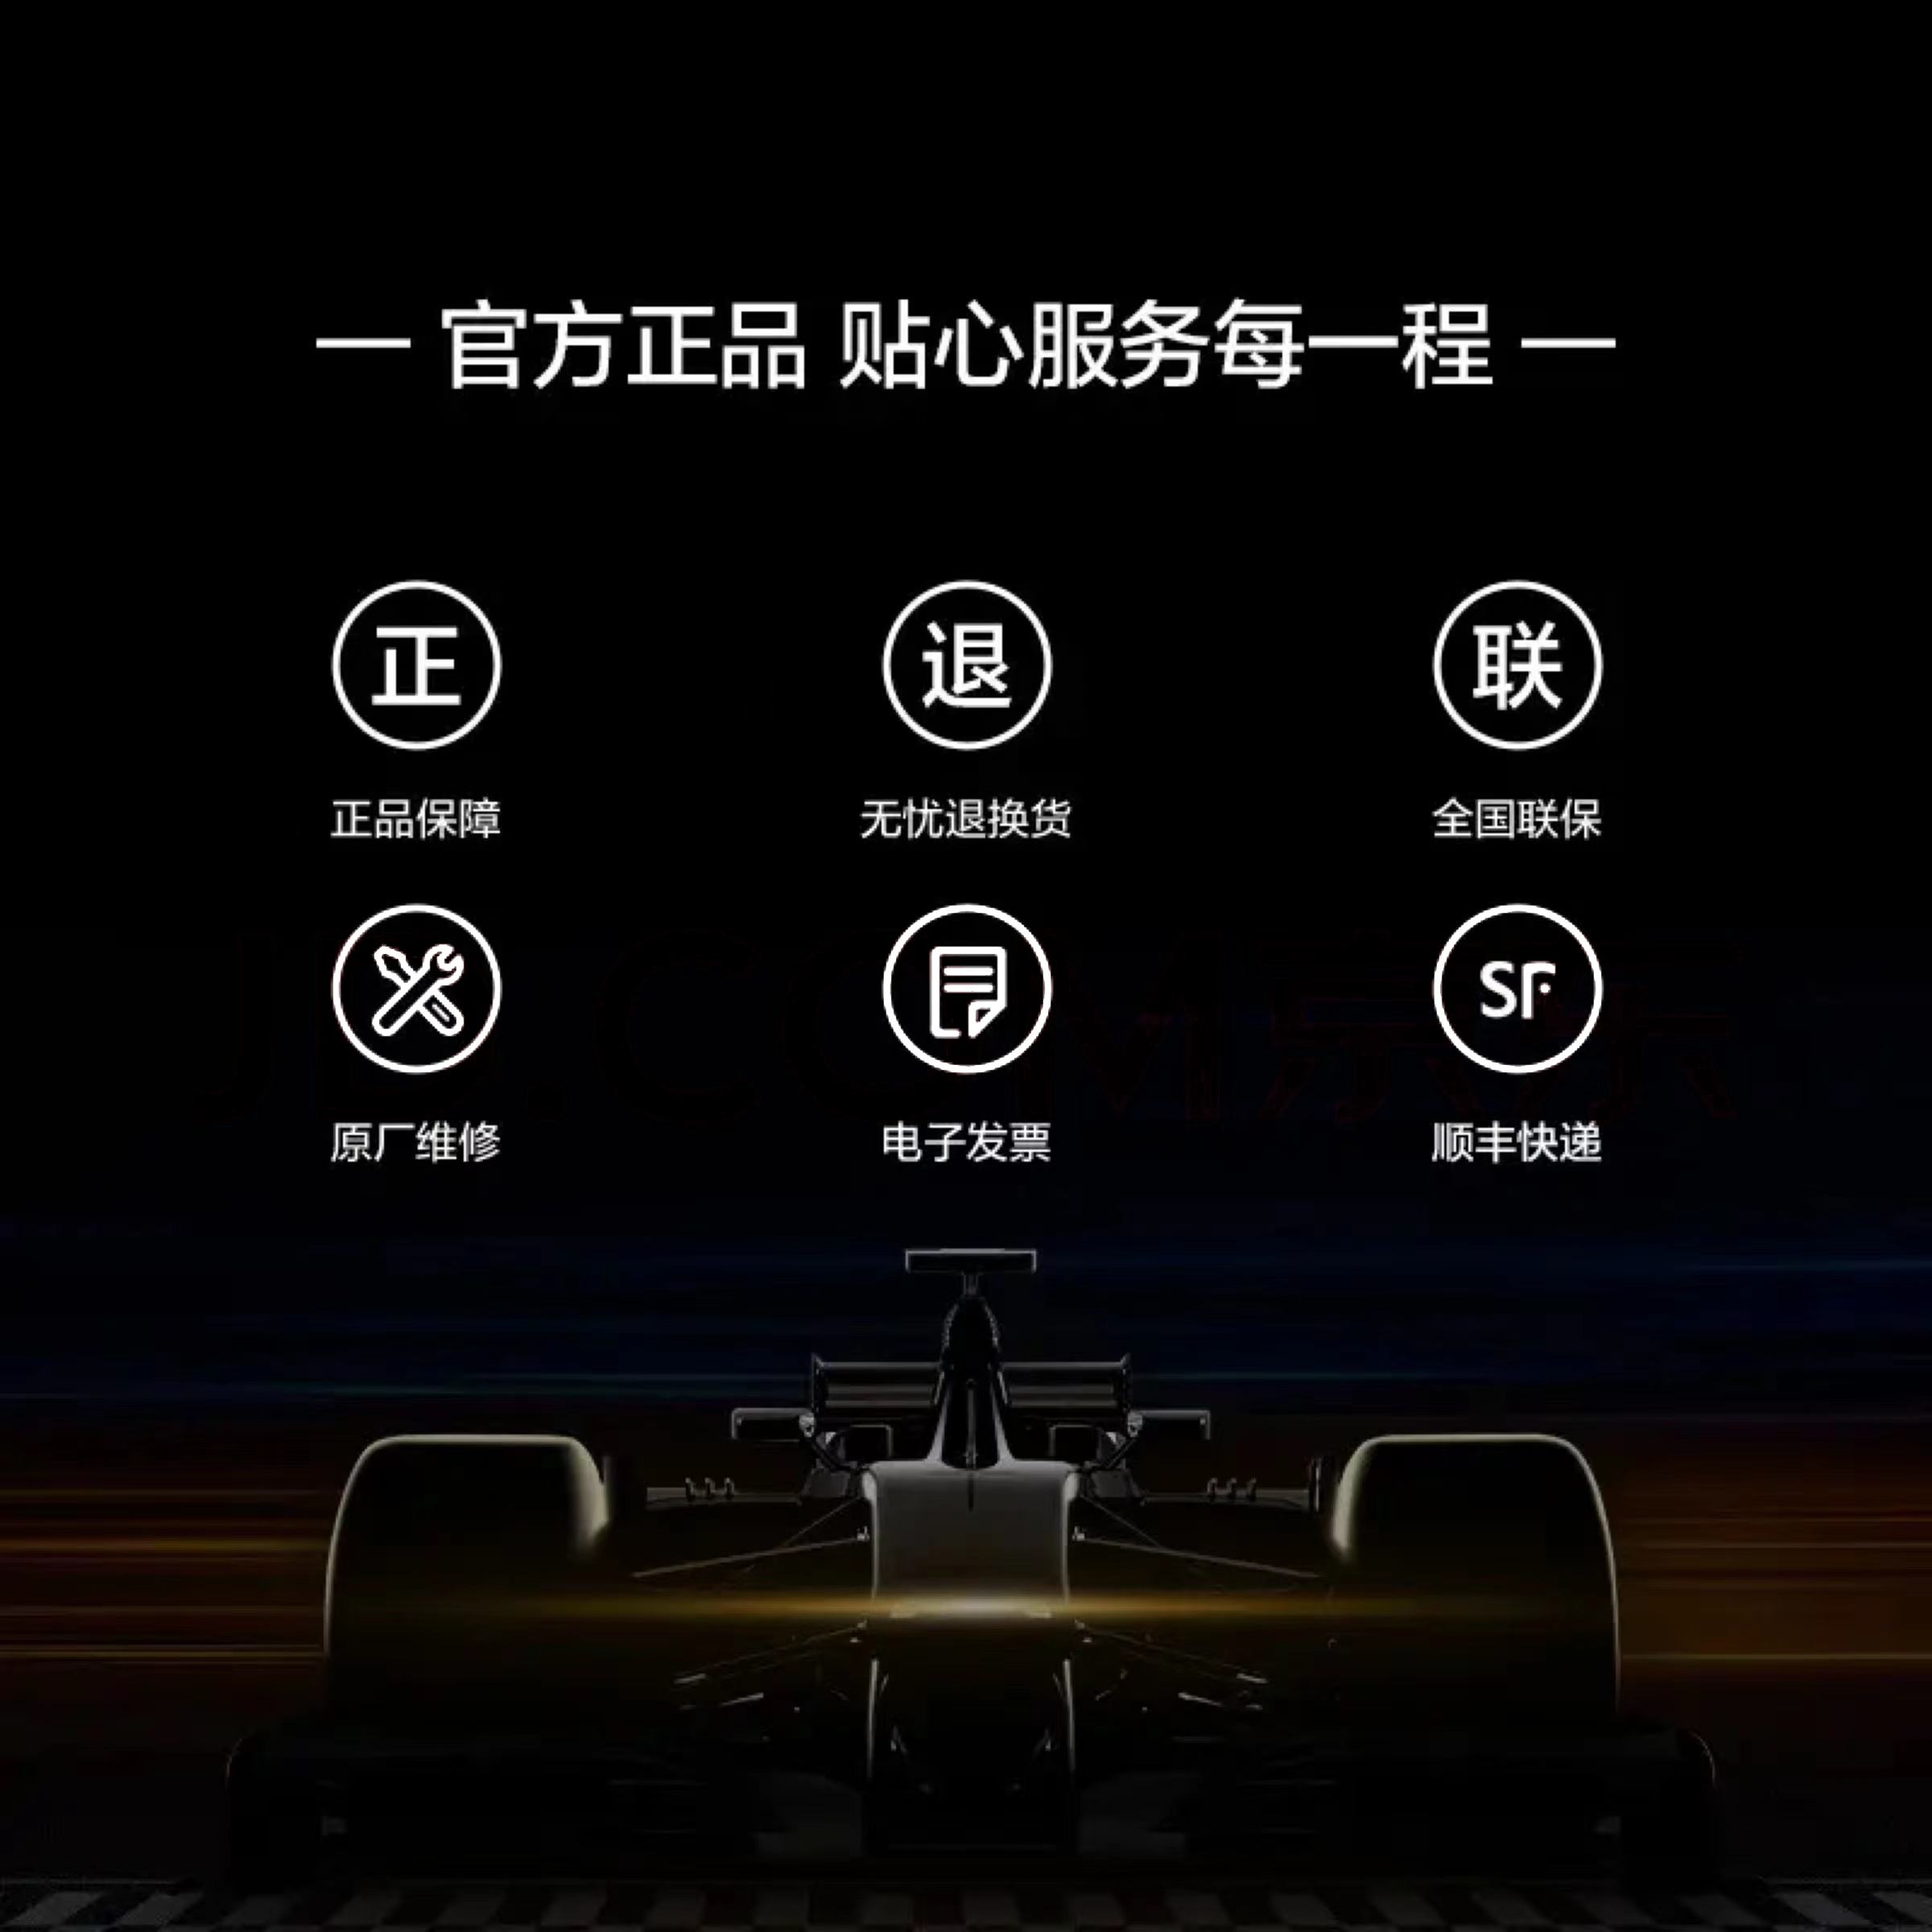 — 官方正品 贴心服务每一程 —
正 退 联
正品保障 无忧退换货 全国联保
SF
原厂维修 电子发票 顺丰快递